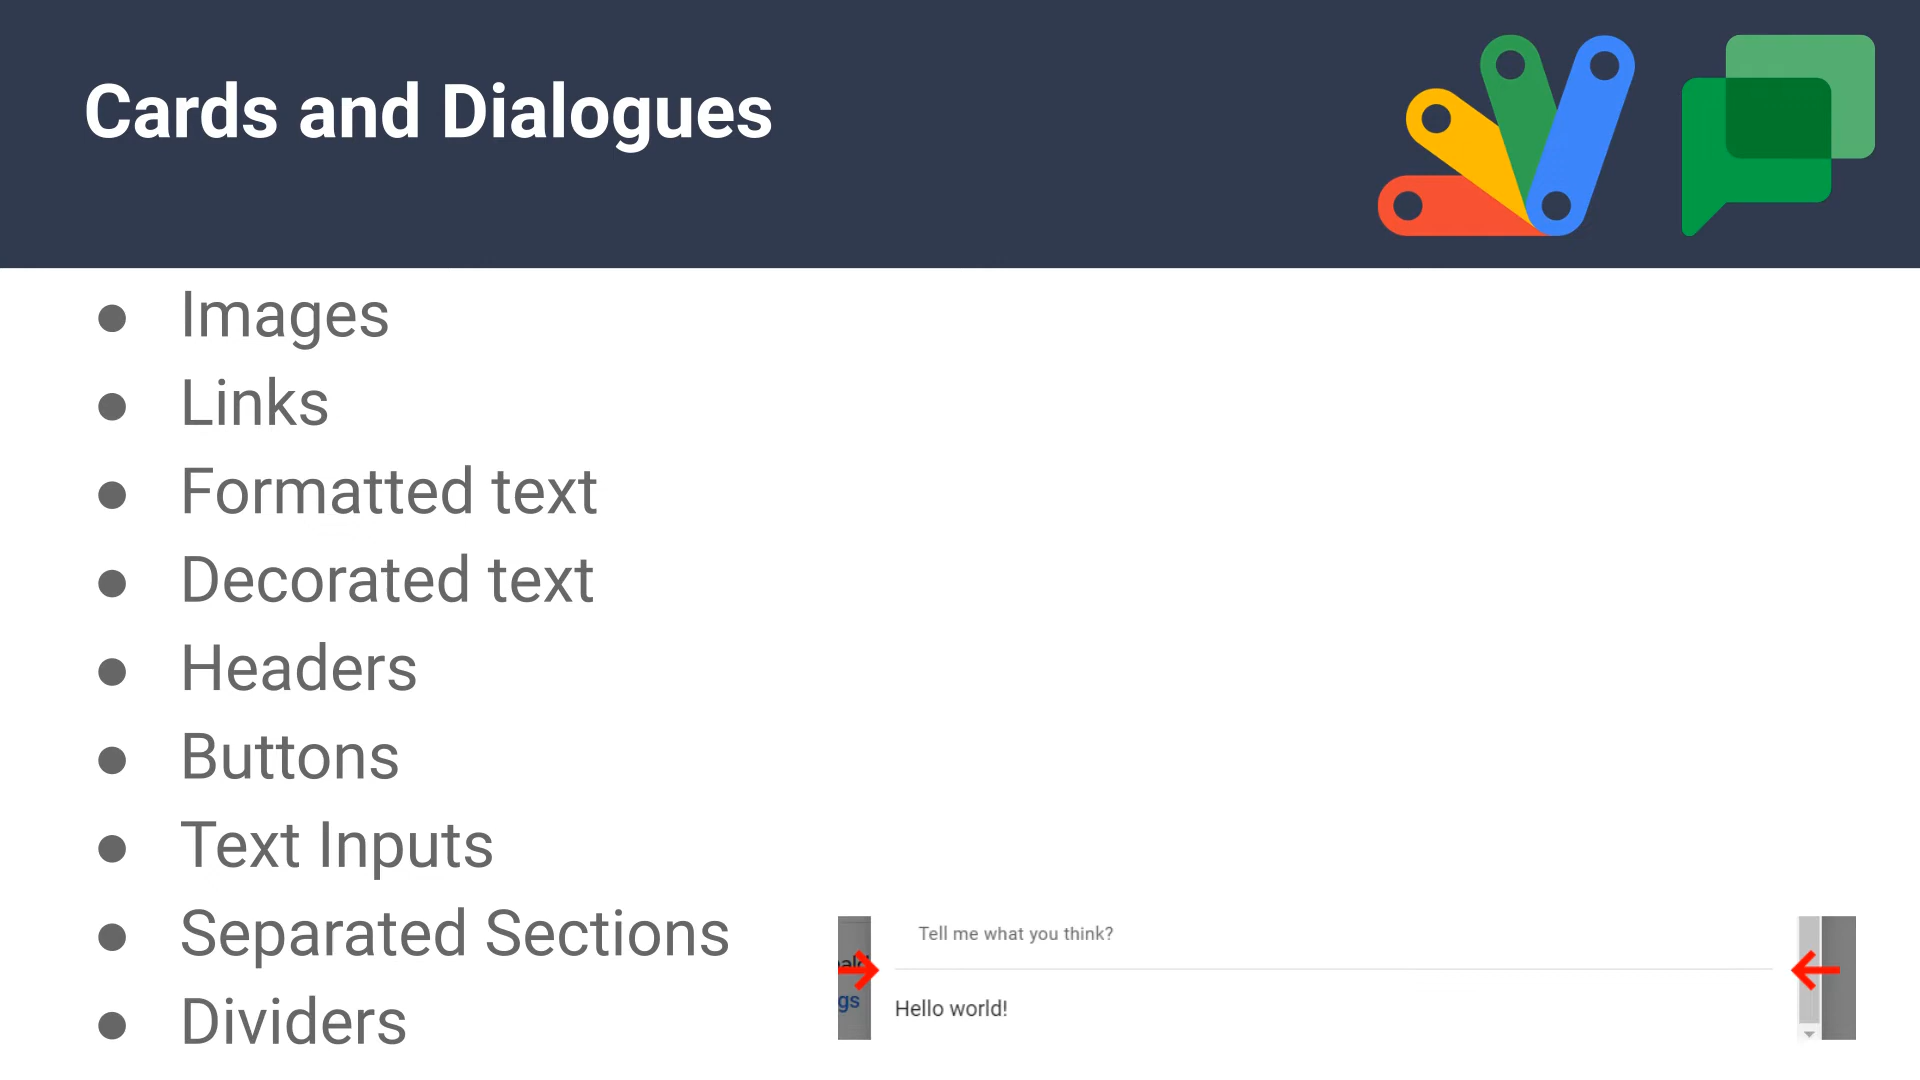 Cards and Dialogues
● Images
● Links
● Formatted text
● Decorated text
● Headers
● Buttons
● Text Inputs
● Separated Sections
● Dividers
Tell me what you think?
gs
Hello world!